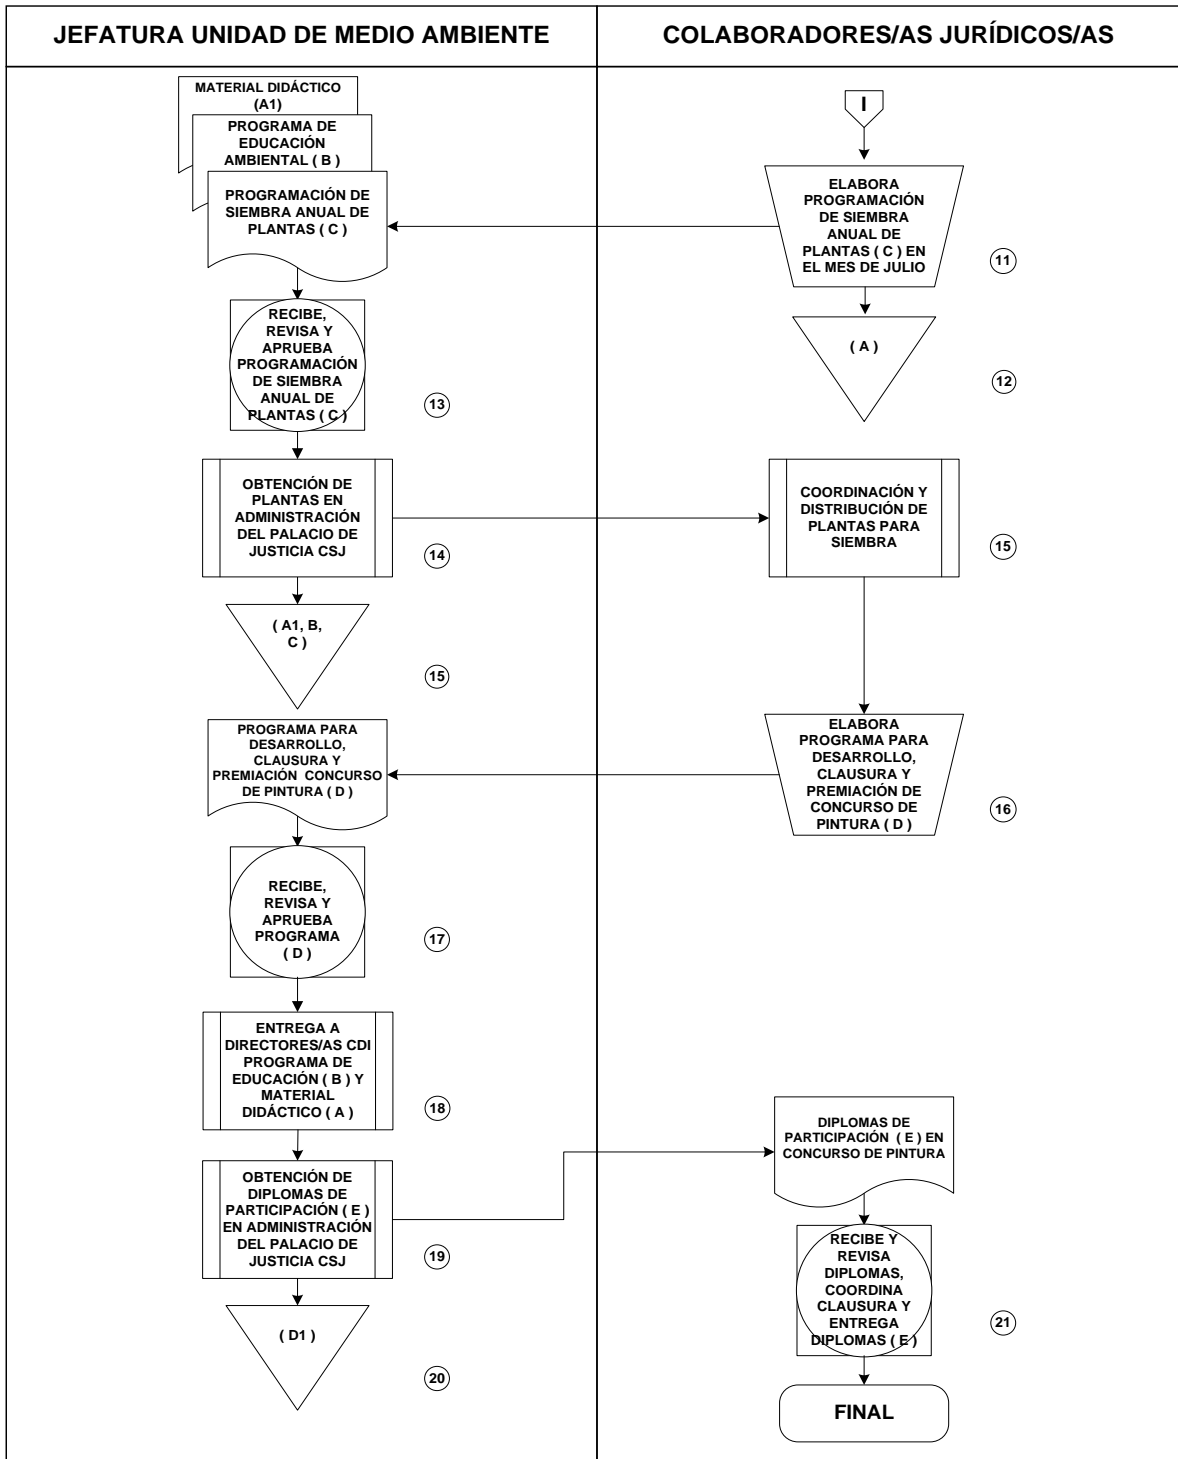 JEFATURA UNIDAD DE MEDIO AMBIENTE
COLABORADORES/AS JURÍDICOS/AS
MATERIAL DIDÁCTICO
(A1)
PROGRAMA DE
EDUCACIÓN
AMBIENTAL ( B )
PROGRAMACIÓN DE
SIEMBRA ANUAL DE
PLANTAS ( C )
I
ELABORA
PROGRAMACIÓN
DE SIEMBRA
ANUAL DE
PLANTAS ( C ) EN
EL MES DE JULIO
11
( A )
12
RECIBE,
REVISA Y
APRUEBA
PROGRAMACIÓN
DE SIEMBRA
ANUAL DE
PLANTAS ( C )
13
OBTENCIÓN DE
PLANTAS EN
ADMINISTRACIÓN
DEL PALACIO DE
JUSTICIA CSJ
14
COORDINACIÓN Y
DISTRIBUCIÓN DE
PLANTAS PARA
SIEMBRA
15
( A1, B,
C )
15
ELABORA
PROGRAMA PARA
DESARROLLO,
CLAUSURA Y
PREMIACIÓN DE
CONCURSO DE
PINTURA ( D )
16
PROGRAMA PARA
DESARROLLO,
CLAUSURA Y
PREMIACIÓN CONCURSO
DE PINTURA ( D )
RECIBE,
REVISA Y
APRUEBA
PROGRAMA
( D )
17
ENTREGA A
DIRECTORES/AS CDI
PROGRAMA DE
EDUCACIÓN ( B ) Y
MATERIAL
DIDÁCTICO ( A )
18
OBTENCIÓN DE
DIPLOMAS DE
PARTICIPACIÓN ( E )
EN ADMINISTRACIÓN
DEL PALACIO DE
JUSTICIA CSJ
19
( D1 )
20
DIPLOMAS DE
PARTICIPACIÓN ( E ) EN
CONCURSO DE PINTURA
RECIBE Y
REVISA
DIPLOMAS,
COORDINA
CLAUSURA Y
ENTREGA
DIPLOMAS ( E )
21
FINAL